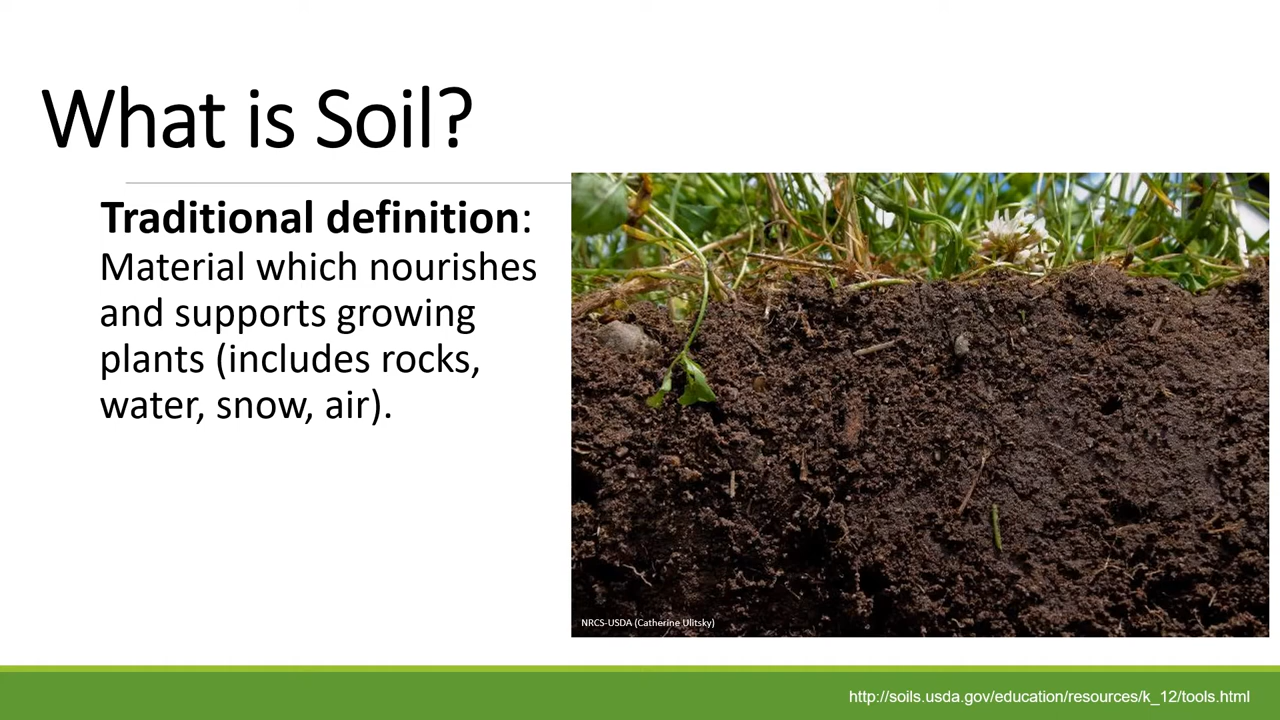 What is Soil?
Traditional definition:
Material which nourishes
and supports growing
plants (includes rocks,
water, snow, air).
NRCS-USDA (Catherine Ulitsky)
http://soils.usda.gov/education/resources/k_12/tools.html